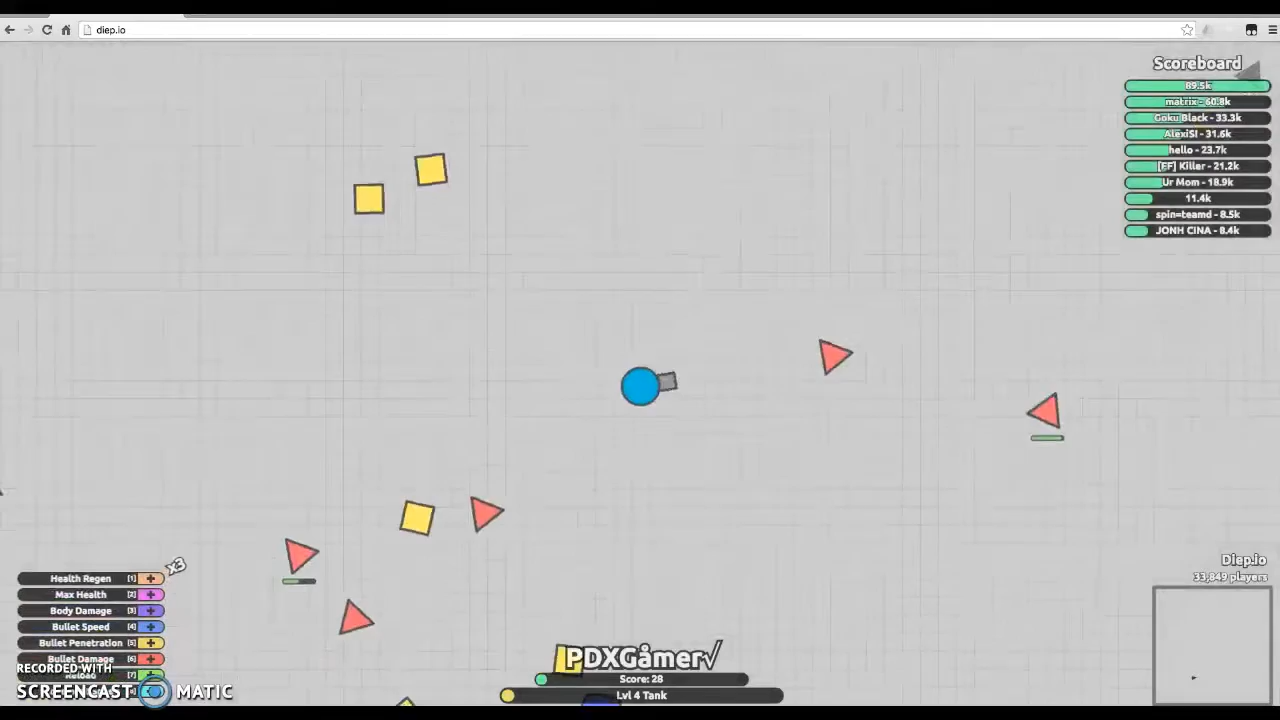 diep.io
Scoreboard
89.5k
matrix - 60.8k
Goku Black - 33.3k
AlexiSI - 31.6k
hello - 23.7k
[FF] Killer - 21.2k
Ur Mom - 18.9k
11.4k
spin=teamd - 8.5k
JONH CINA - 8.4k
x3
Health Regen [1]
Max Health [2]
Body Damage [3]
Bullet Speed [4]
Bullet Penetration [5]
Bullet Damage [6]
Reload [7]
RECORDED WITH
SCREENCAST MATIC
PDXGåmer√
Score: 28
Lvl 4 Tank
Diep.io
33,849 players